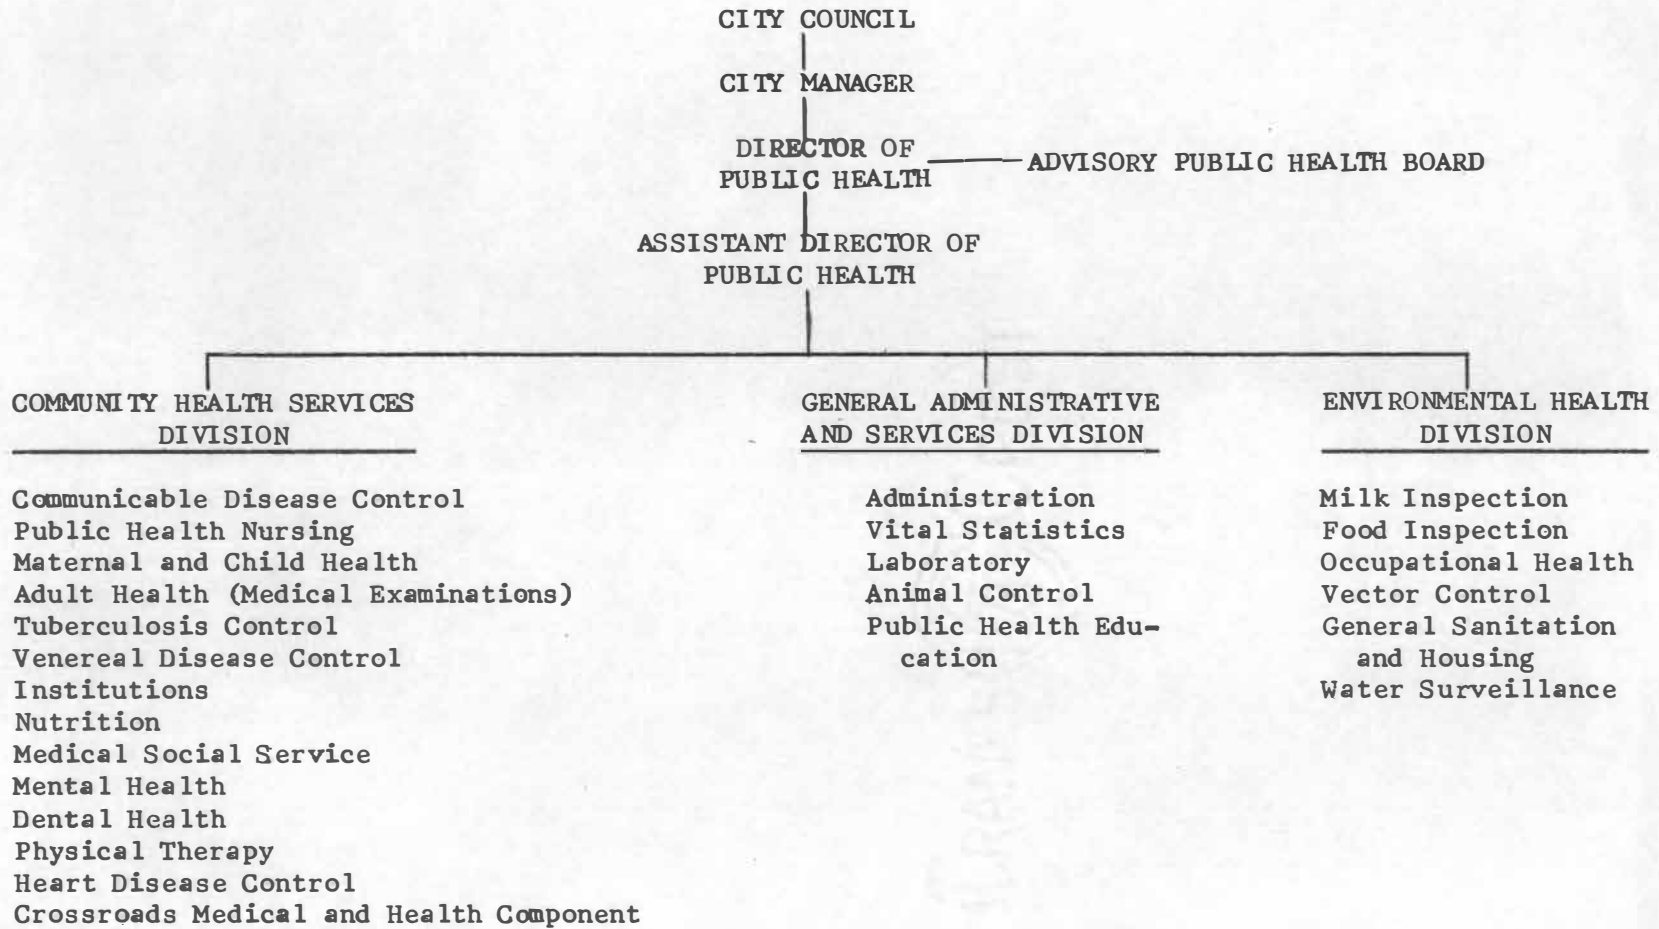 CITY COUNCIL
CITY MANAGER
DIRECTOR OF
PUBLIC HEALTH
ADVISORY PUBLIC HEALTH BOARD
ASSISTANT DIRECTOR OF
PUBLIC HEALTH
COMMUNITY HEALTH SERVICES
DIVISION
Communicable Disease Control
Public Health Nursing
Maternal and Child Health
Adult Health (Medical Examinations)
Tuberculosis Control
Venereal Disease Control
Institutions
Nutrition
Medical Social Service
Mental Health
Dental Health
Physical Therapy
Heart Disease Control
Crossroads Medical and Health Component
GENERAL ADMINISTRATIVE
AND SERVICES DIVISION
Administration
Vital Statistics
Laboratory
Animal Control
Public Health Edu-
cation
ENVIRONMENTAL HEALTH
DIVISION
Milk Inspection
Food Inspection
Occupational Health
Vector Control
General Sanitation
and Housing
Water Surveillance